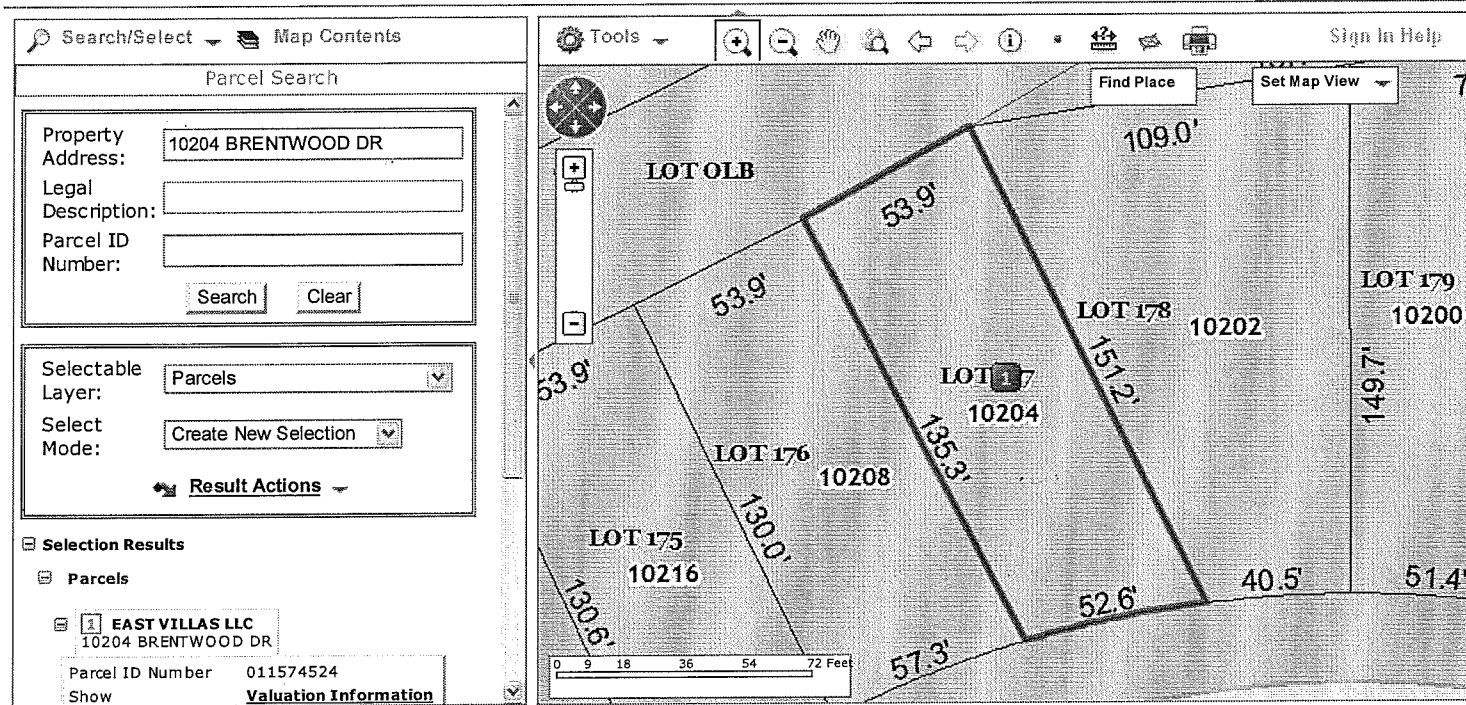 Search/Select
Map Contents
Parcel Search
Property Address:
10204 BRENTWOOD DR
Legal Description:
Parcel ID Number:
Search
Clear
Selectable Layer:
Parcels
Select Mode:
Create New Selection
Result Actions
Selection Results
Parcels
1 EAST VILLAS LLC
10204 BRENTWOOD DR
Parcel ID Number 011574524
Show Valuation Information
Tools
Sign In Help
Find Place
Set Map View
7
109.0'
LOT OLB
53.9'
53.9'
53.9'
LOT 178
10202
LOT 179
10200
151.2'
149.7'
LOT 1 7
10204
135.3'
LOT 176
10208
130.0'
LOT 175
10216
130.6'
52.6'
40.5'
51.4'
57.3'
0 9 18 36 54 72 Feet